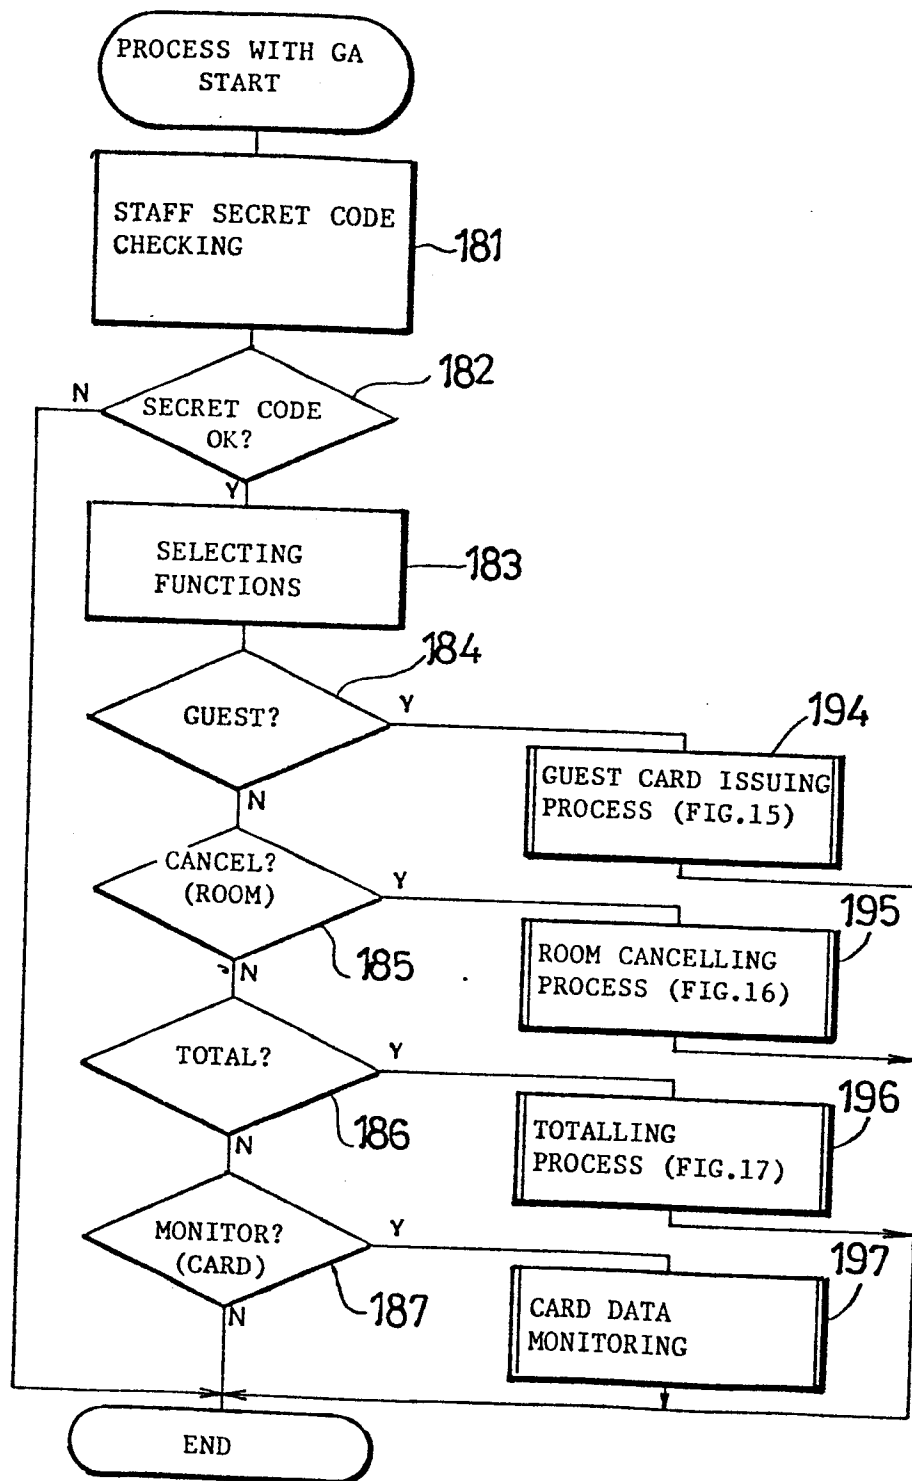 PROCESS WITH GA
START
STAFF SECRET CODE
CHECKING
181
182
N
SECRET CODE
OK?
Y
SELECTING
FUNCTIONS
183
184
GUEST?
Y
N
194
GUEST CARD ISSUING
PROCESS (FIG.15)
CANCEL?
(ROOM)
Y
N
185
195
ROOM CANCELLING
PROCESS (FIG.16)
TOTAL?
Y
N
186
196
TOTALLING
PROCESS (FIG.17)
MONITOR?
(CARD)
Y
N
187
197
CARD DATA
MONITORING
END